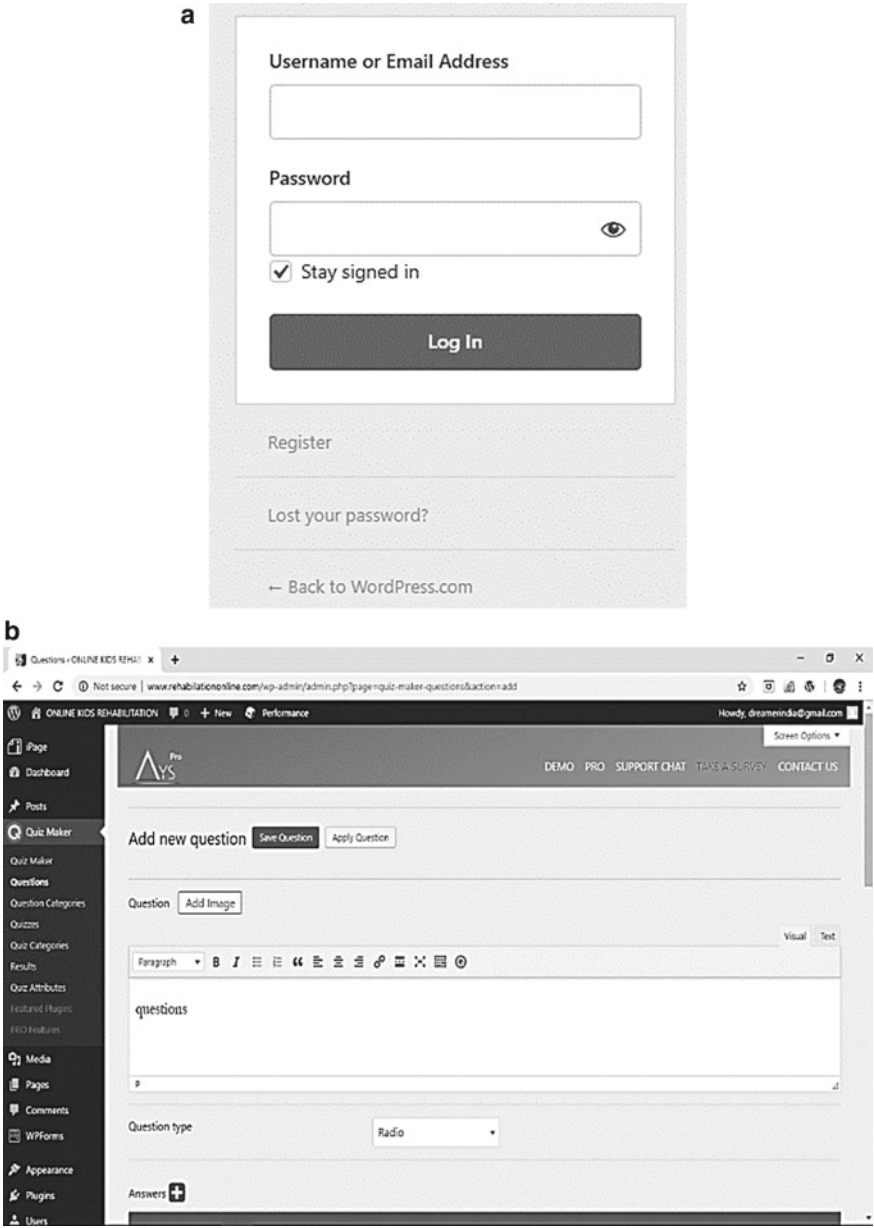 a
Username or Email Address
Password
Stay signed in
Log In
Register
Lost your password?
← Back to WordPress.com
b
Questions ‹ ONLINE KIDS REHAB × +
Not secure | www.rehabilationonline.com/wp-admin/admin.php?page=quiz-maker-questions&action=add
ONLINE KIDS REHABILITATION 0 + New Performance Howdy, dreamerindia@gmail.com
Screen Options ▼
iPage
Dashboard
Posts
Quiz Maker
Quiz Maker
Questions
Question Categories
Quizzes
Quiz Categories
Results
Quiz Attributes
Featured Plugins
PRO Features
Media
Pages
Comments
WPForms
Appearance
Plugins
Users
AYS Pro
DEMO PRO SUPPORT CHAT TAKE A SURVEY CONTACT US
Add new question Save Question Apply Question
Question Add Image
Visual Text
Paragraph B I
questions
P
Question type Radio
Answers